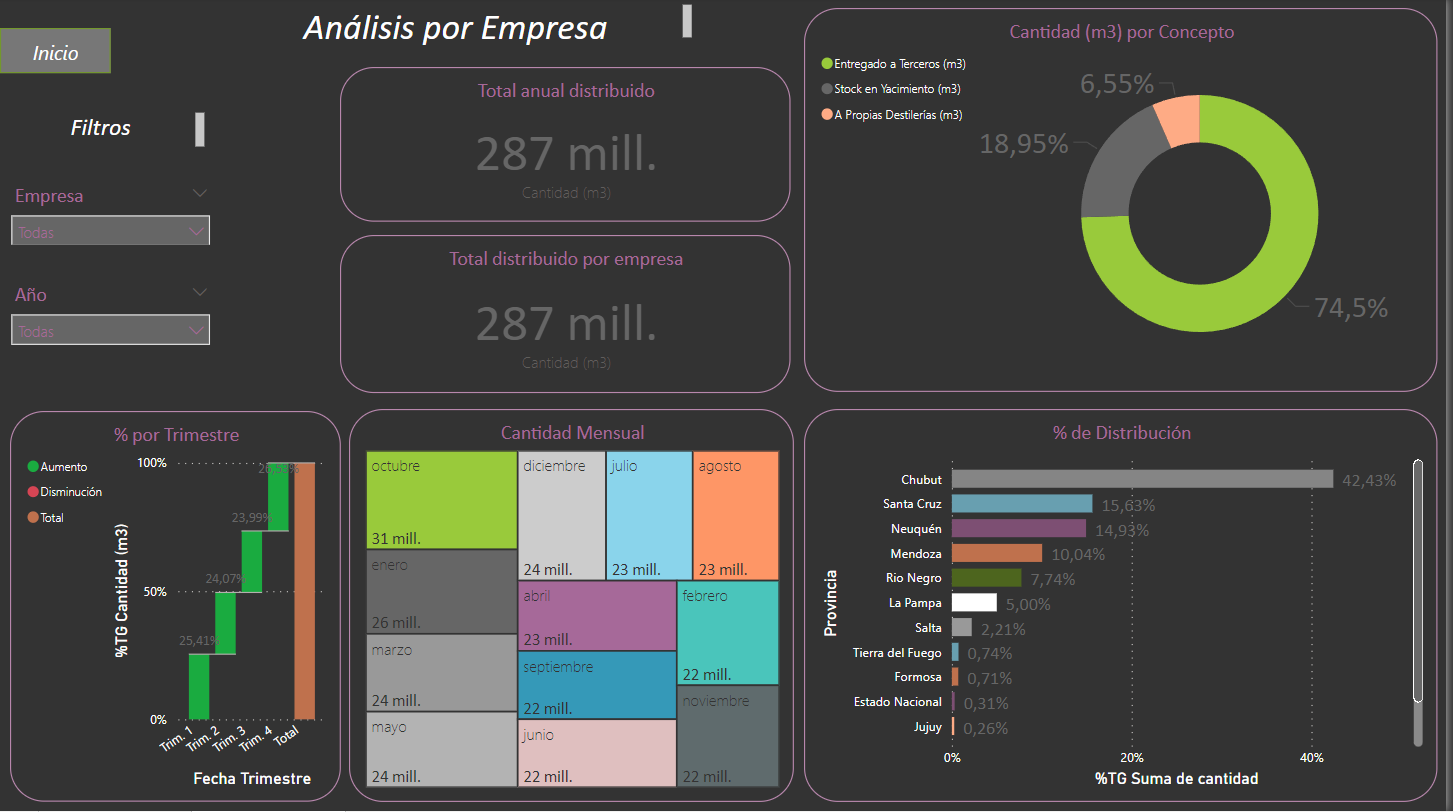 Análisis por Empresa
Inicio
Filtros
Empresa
Todas
Año
Todas
Total anual distribuido
287 mill.
Cantidad (m3)
Total distribuido por empresa
287 mill.
Cantidad (m3)
Cantidad (m3) por Concepto
Entregado a Terceros (m3)
Stock en Yacimiento (m3)
A Propias Destilerías (m3)
6,55%
18,95%
74,5%
% por Trimestre
Aumento
Disminución
Total
%TG Cantidad (m3)
100%
50%
0%
25,41%
24,07%
23,99%
Trim. 1
Trim. 2
Trim. 3
Trim. 4
Total
Fecha Trimestre
Cantidad Mensual
octubre
31 mill.
enero
26 mill.
marzo
24 mill.
mayo
24 mill.
diciembre
24 mill.
julio
23 mill.
agosto
23 mill.
abril
23 mill.
septiembre
22 mill.
junio
22 mill.
febrero
22 mill.
noviembre
22 mill.
% de Distribución
Provincia
Chubut 42,43%
Santa Cruz 15,63%
Neuquén 14,93%
Mendoza 10,04%
Rio Negro 7,74%
La Pampa 5,00%
Salta 2,21%
Tierra del Fuego 0,74%
Formosa 0,71%
Estado Nacional 0,31%
Jujuy 0,26%
0% 20% 40%
%TG Suma de cantidad